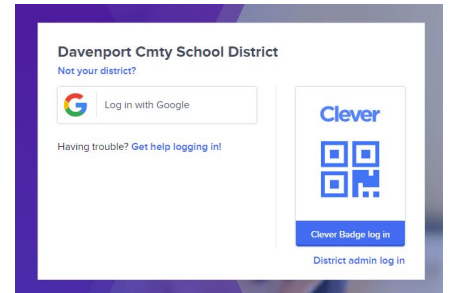 Davenport Cmty School District
Not your district?
Log in with Google
Having trouble? Get help logging in!
Clever
Clever Badge log in
District admin log in